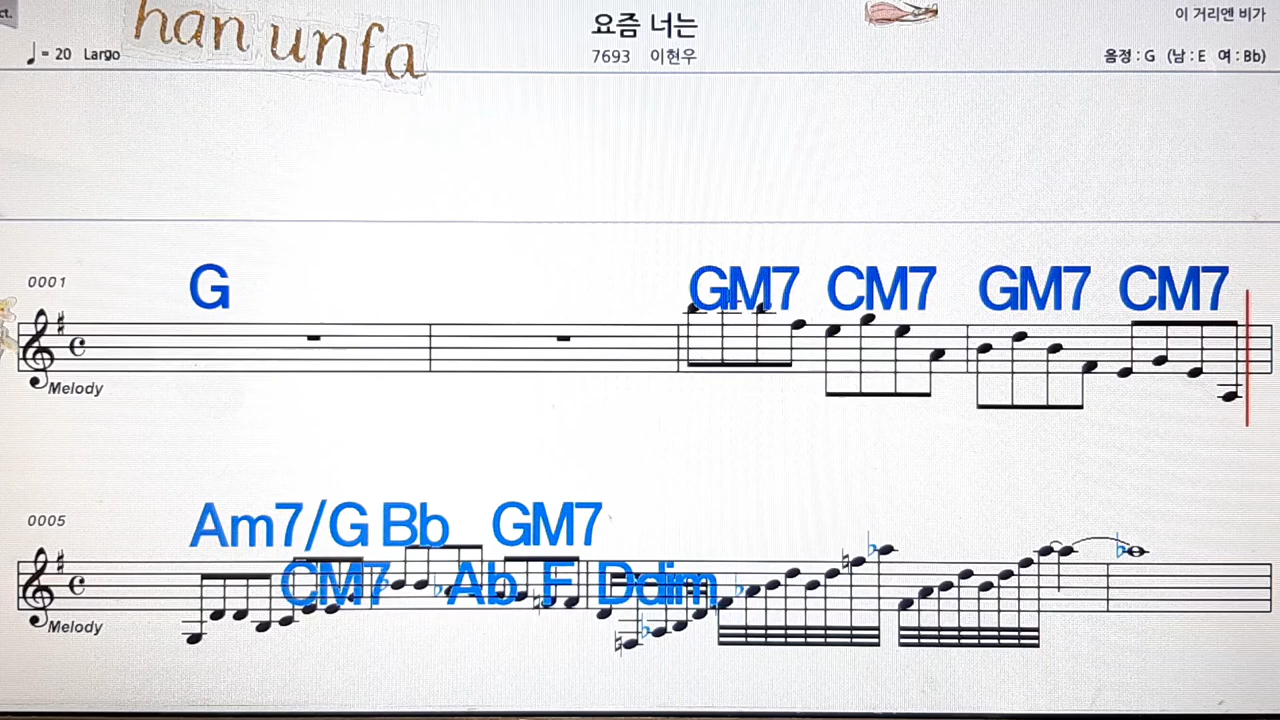 ct.
han unfa
요즘 너는
이 거리엔 비가
♩= 20 Largo
7693 이현우
음정 : G (남 : E 여 : Bb)
0001
G GM7 CM7 GM7 CM7
Melody
0005
Am7/G Bb GM7
CM7 Ab F Ddim
Melody